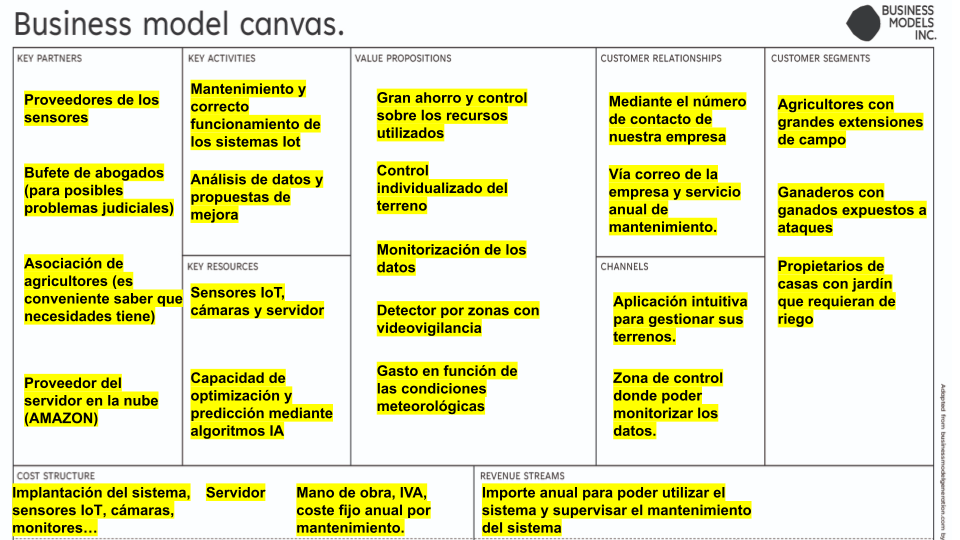 Business model canvas.
BUSINESS
MODELS
INC.
KEY PARTNERS
Proveedores de los
sensores
Bufete de abogados
(para posibles
problemas judiciales)
Asociación de
agricultores (es
conveniente saber que
necesidades tiene)
Proveedor del
servidor en la nube
(AMAZON)
KEY ACTIVITIES
Mantenimiento y
correcto
funcionamiento de
los sistemas Iot
Análisis de datos y
propuestas de
mejora
KEY RESOURCES
Sensores IoT,
cámaras y servidor
Capacidad de
optimización y
predicción mediante
algoritmos IA
VALUE PROPOSITIONS
Gran ahorro y control
sobre los recursos
utilizados
Control
individualizado del
terreno
Monitorización de los
datos
Detector por zonas con
videovigilancia
Gasto en función de
las condiciones
meteorológicas
CUSTOMER RELATIONSHIPS
Mediante el número
de contacto de
nuestra empresa
Vía correo de la
empresa y servicio
anual de
mantenimiento.
CHANNELS
Aplicación intuitiva
para gestionar sus
terrenos.
Zona de control
donde poder
monitorizar los
datos.
CUSTOMER SEGMENTS
Agricultores con
grandes extensiones
de campo
Ganaderos con
ganados expuestos a
ataques
Propietarios de
casas con jardín
que requieran de
riego
COST STRUCTURE
Implantación del sistema,
sensores IoT, cámaras,
monitores…
Servidor
Mano de obra, IVA,
coste fijo anual por
mantenimiento.
REVENUE STREAMS
Importe anual para poder utilizar el
sistema y supervisar el mantenimiento
del sistema
Adapted from businessmodelgeneration.com by